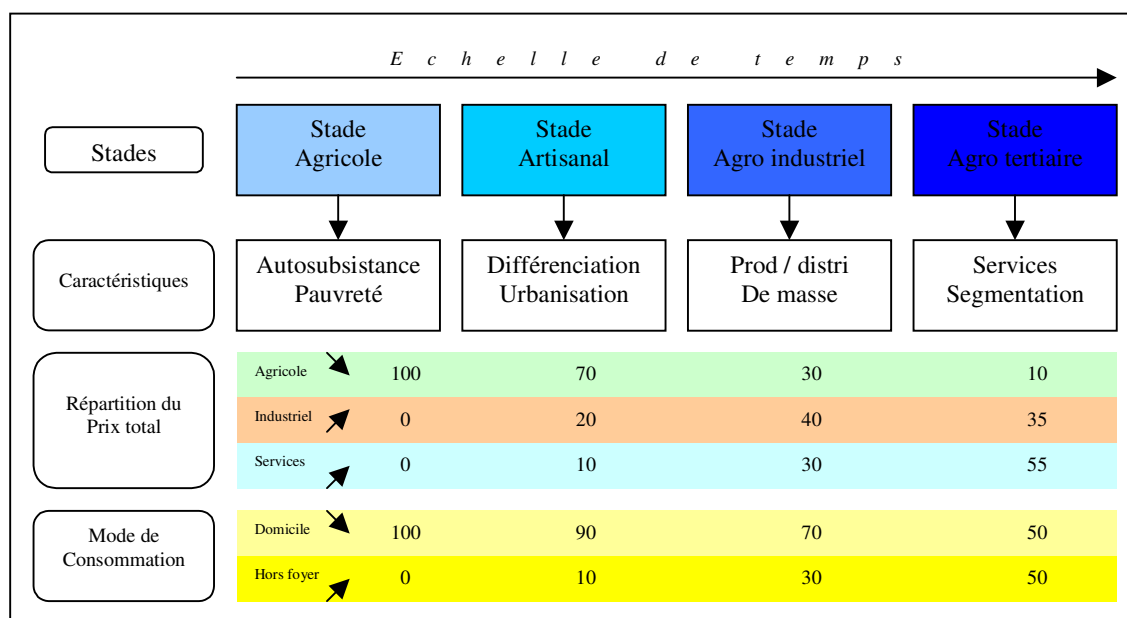 Echelle de temps
Stades
Stade
Agricole
Stade
Artisanal
Stade
Agro industriel
Stade
Agro tertiaire
Caractéristiques
Autosubsistance
Pauvreté
Différenciation
Urbanisation
Prod / distri
De masse
Services
Segmentation
Répartition du
Prix total
Agricole 100 70 30 10
Industriel 0 20 40 35
Services 0 10 30 55
Mode de
Consommation
Domicile 100 90 70 50
Hors foyer 0 10 30 50